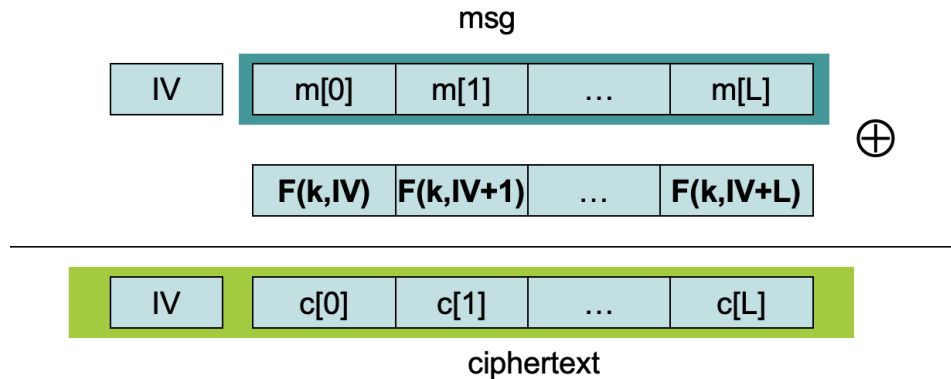 msg
IV m[0] m[1] ... m[L]
⊕
F(k,IV) F(k,IV+1) ... F(k,IV+L)
IV c[0] c[1] ... c[L]
ciphertext